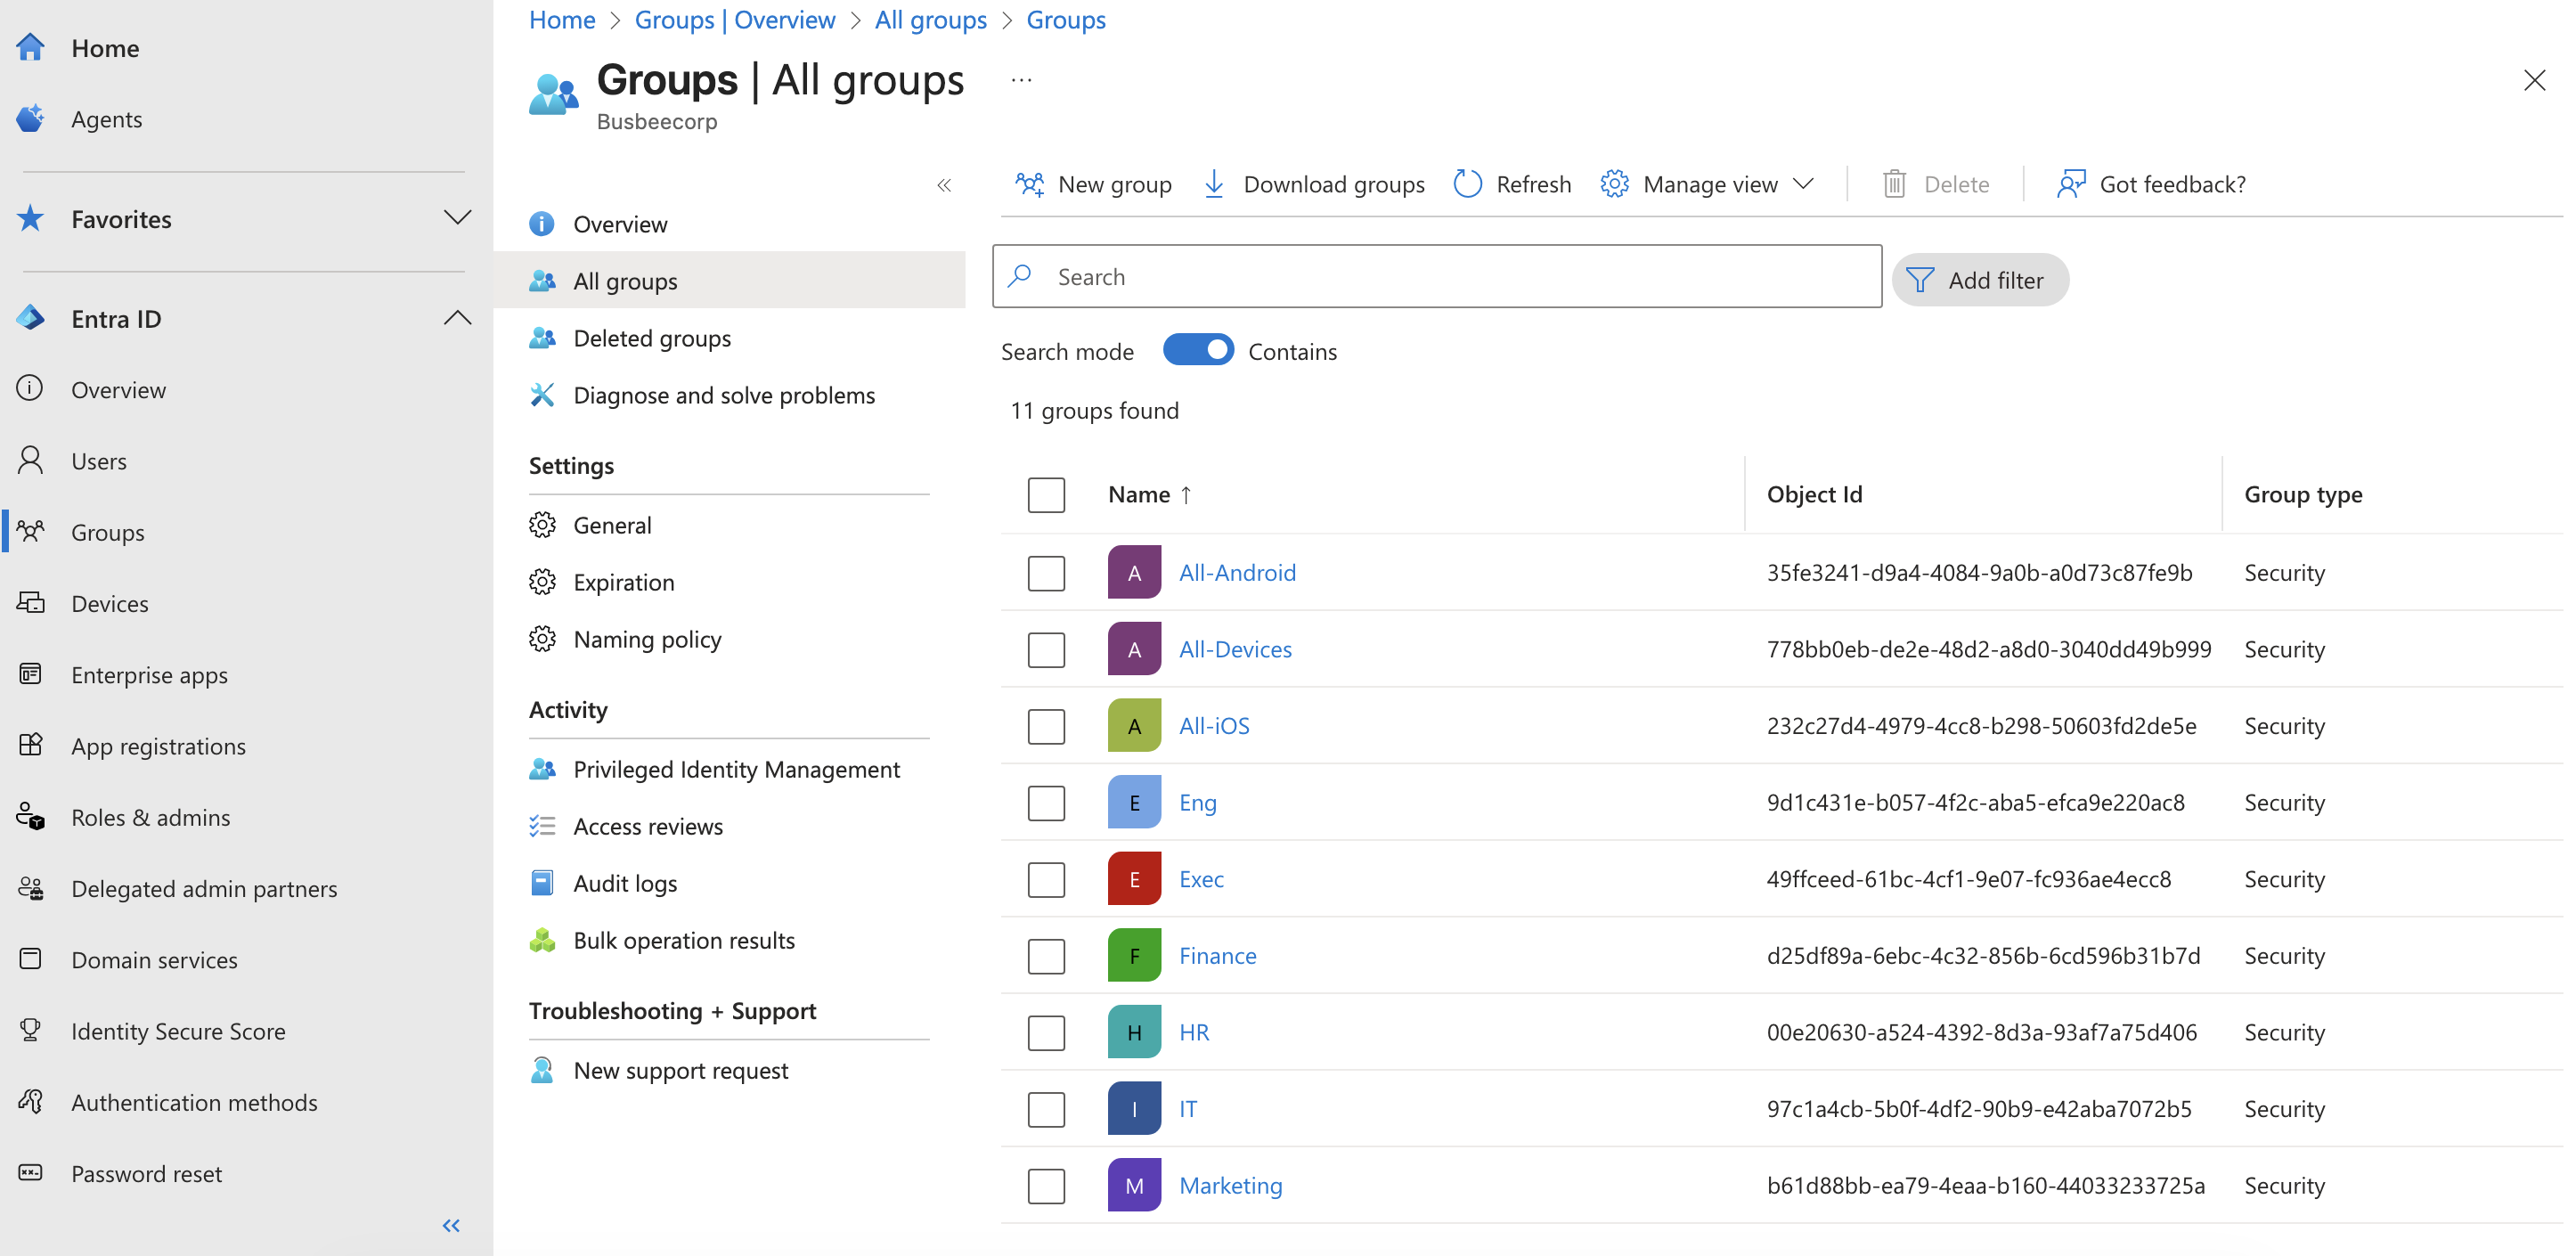 Home
Agents
Favorites
Entra ID
Overview
Users
Groups
Devices
Enterprise apps
App registrations
Roles & admins
Delegated admin partners
Domain services
Identity Secure Score
Authentication methods
Password reset
Home > Groups | Overview > All groups > Groups
Groups | All groups ...
Busbeecorp
Overview
All groups
Deleted groups
Diagnose and solve problems
Settings
General
Expiration
Naming policy
Activity
Privileged Identity Management
Access reviews
Audit logs
Bulk operation results
Troubleshooting + Support
New support request
New group Download groups Refresh Manage view Delete Got feedback?
Search Add filter
Search mode Contains
11 groups found
Name ↑ Object Id Group type
A All-Android 35fe3241-d9a4-4084-9a0b-a0d73c87fe9b Security
A All-Devices 778bb0eb-de2e-48d2-a8d0-3040dd49b999 Security
A All-iOS 232c27d4-4979-4cc8-b298-50603fd2de5e Security
E Eng 9d1c431e-b057-4f2c-aba5-efca9e220ac8 Security
E Exec 49ffceed-61bc-4cf1-9e07-fc936ae4ecc8 Security
F Finance d25df89a-6ebc-4c32-856b-6cd596b31b7d Security
H HR 00e20630-a524-4392-8d3a-93af7a75d406 Security
I IT 97c1a4cb-5b0f-4df2-90b9-e42aba7072b5 Security
M Marketing b61d88bb-ea79-4eaa-b160-44033233725a Security